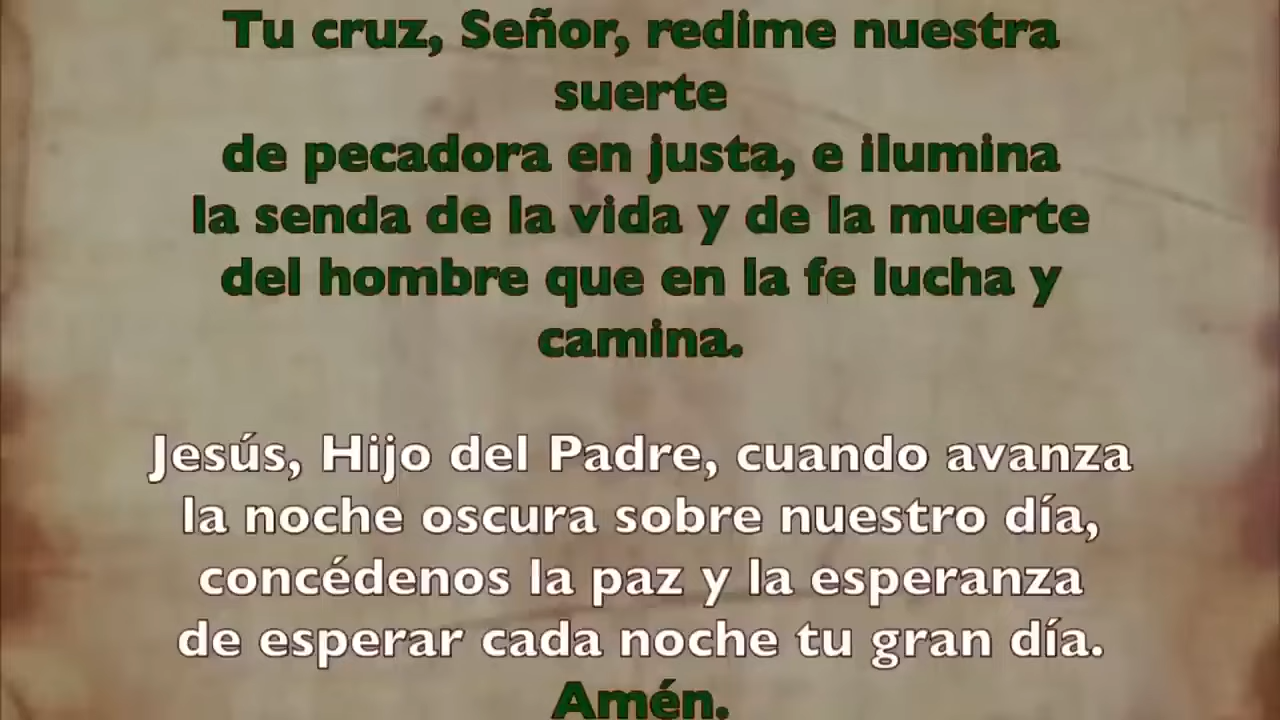 Tu cruz, Señor, redime nuestra
suerte
de pecadora en justa, e ilumina
la senda de la vida y de la muerte
del hombre que en la fe lucha y
camina.
Jesús, Hijo del Padre, cuando avanza
la noche oscura sobre nuestro día,
concédenos la paz y la esperanza
de esperar cada noche tu gran día.
Amén.